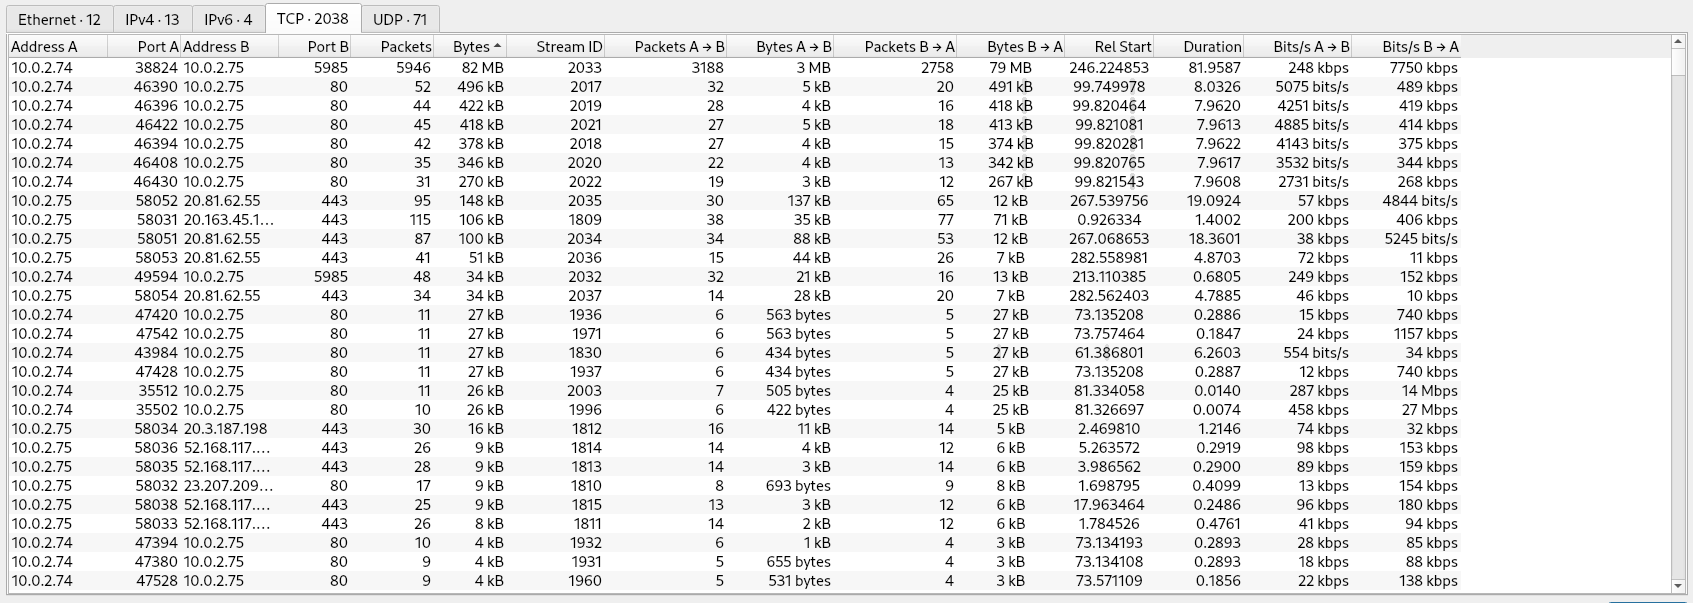 Ethernet · 12 IPv4 · 13 IPv6 · 4 TCP · 2038 UDP · 71
Address A Port A Address B Port B Packets Bytes Stream ID Packets A → B Bytes A → B Packets B → A Bytes B → A Rel Start Duration Bits/s A → B Bits/s B → A
10.0.2.74 38824 10.0.2.75 5985 5946 82 MB 2033 3188 3 MB 2758 79 MB 246.224853 81.9587 248 kbps 7750 kbps
10.0.2.74 46390 10.0.2.75 80 52 496 kB 2017 32 5 kB 20 491 kB 99.749978 8.0326 5075 bits/s 489 kbps
10.0.2.74 46396 10.0.2.75 80 44 422 kB 2019 28 4 kB 16 418 kB 99.820464 7.9620 4251 bits/s 419 kbps
10.0.2.74 46422 10.0.2.75 80 45 418 kB 2021 27 5 kB 18 413 kB 99.821081 7.9613 4885 bits/s 414 kbps
10.0.2.74 46394 10.0.2.75 80 42 378 kB 2018 27 4 kB 15 374 kB 99.820281 7.9622 4143 bits/s 375 kbps
10.0.2.74 46408 10.0.2.75 80 35 346 kB 2020 22 4 kB 13 342 kB 99.820765 7.9617 3532 bits/s 344 kbps
10.0.2.74 46430 10.0.2.75 80 31 270 kB 2022 19 3 kB 12 267 kB 99.821543 7.9608 2731 bits/s 268 kbps
10.0.2.75 58052 20.81.62.55 443 95 148 kB 2035 30 137 kB 65 12 kB 267.539756 19.0924 57 kbps 4844 bits/s
10.0.2.75 58031 20.163.45.1… 443 115 106 kB 1809 38 35 kB 77 71 kB 0.926334 1.4002 200 kbps 406 kbps
10.0.2.75 58051 20.81.62.55 443 87 100 kB 2034 34 88 kB 53 12 kB 267.068653 18.3601 38 kbps 5245 bits/s
10.0.2.75 58053 20.81.62.55 443 41 51 kB 2036 15 44 kB 26 7 kB 282.558981 4.8703 72 kbps 11 kbps
10.0.2.74 49594 10.0.2.75 5985 48 34 kB 2032 32 21 kB 16 13 kB 213.110385 0.6805 249 kbps 152 kbps
10.0.2.75 58054 20.81.62.55 443 34 34 kB 2037 14 28 kB 20 7 kB 282.562403 4.7885 46 kbps 10 kbps
10.0.2.74 47420 10.0.2.75 80 11 27 kB 1936 6 563 bytes 5 27 kB 73.135208 0.2886 15 kbps 740 kbps
10.0.2.74 47542 10.0.2.75 80 11 27 kB 1971 6 563 bytes 5 27 kB 73.757464 0.1847 24 kbps 1157 kbps
10.0.2.74 43984 10.0.2.75 80 11 27 kB 1830 6 434 bytes 5 27 kB 61.386801 6.2603 554 bits/s 34 kbps
10.0.2.74 47428 10.0.2.75 80 11 27 kB 1937 6 434 bytes 5 27 kB 73.135208 0.2887 12 kbps 740 kbps
10.0.2.74 35512 10.0.2.75 80 11 26 kB 2003 7 505 bytes 4 25 kB 81.334058 0.0140 287 kbps 14 Mbps
10.0.2.74 35502 10.0.2.75 80 10 26 kB 1996 6 422 bytes 4 25 kB 81.326697 0.0074 458 kbps 27 Mbps
10.0.2.75 58034 20.3.187.198 443 30 16 kB 1812 16 11 kB 14 5 kB 2.469810 1.2146 74 kbps 32 kbps
10.0.2.75 58036 52.168.117.… 443 26 9 kB 1814 14 4 kB 12 6 kB 5.263572 0.2919 98 kbps 153 kbps
10.0.2.75 58035 52.168.117.… 443 28 9 kB 1813 14 3 kB 14 6 kB 3.986562 0.2900 89 kbps 159 kbps
10.0.2.75 58032 23.207.209… 80 17 9 kB 1810 8 693 bytes 9 8 kB 1.698795 0.4099 13 kbps 154 kbps
10.0.2.75 58038 52.168.117.… 443 25 9 kB 1815 13 3 kB 12 6 kB 17.963464 0.2486 96 kbps 180 kbps
10.0.2.75 58033 52.168.117.… 443 26 8 kB 1811 14 2 kB 12 6 kB 1.784526 0.4761 41 kbps 94 kbps
10.0.2.74 47394 10.0.2.75 80 10 4 kB 1932 6 1 kB 4 3 kB 73.134193 0.2893 28 kbps 85 kbps
10.0.2.74 47380 10.0.2.75 80 9 4 kB 1931 5 655 bytes 4 3 kB 73.134108 0.2893 18 kbps 88 kbps
10.0.2.74 47528 10.0.2.75 80 9 4 kB 1960 5 531 bytes 4 3 kB 73.571109 0.1856 22 kbps 138 kbps